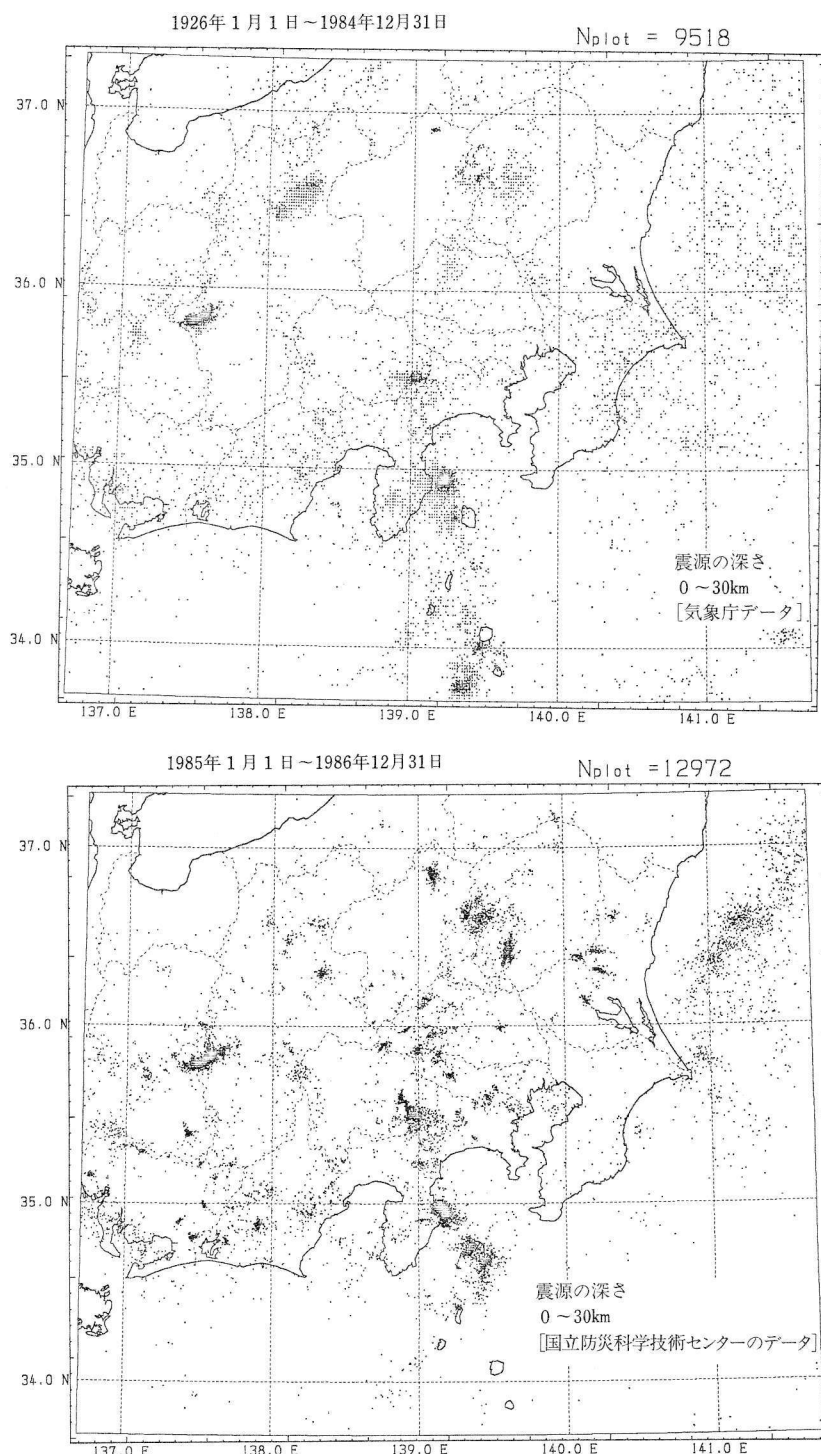 1926年1月1日～1984年12月31日
Nplot = 9518
37.0 N
36.0 N
35.0 N
34.0 N
震源の深さ
0～30km
[気象庁データ]
137.0 E 138.0 E 139.0 E 140.0 E 141.0 E
1985年1月1日～1986年12月31日
Nplot =12972
37.0 N
36.0 N
35.0 N
34.0 N
震源の深さ
0～30km
[国立防災科学技術センターのデータ]
137.0 E 138.0 E 139.0 E 140.0 E 141.0 E